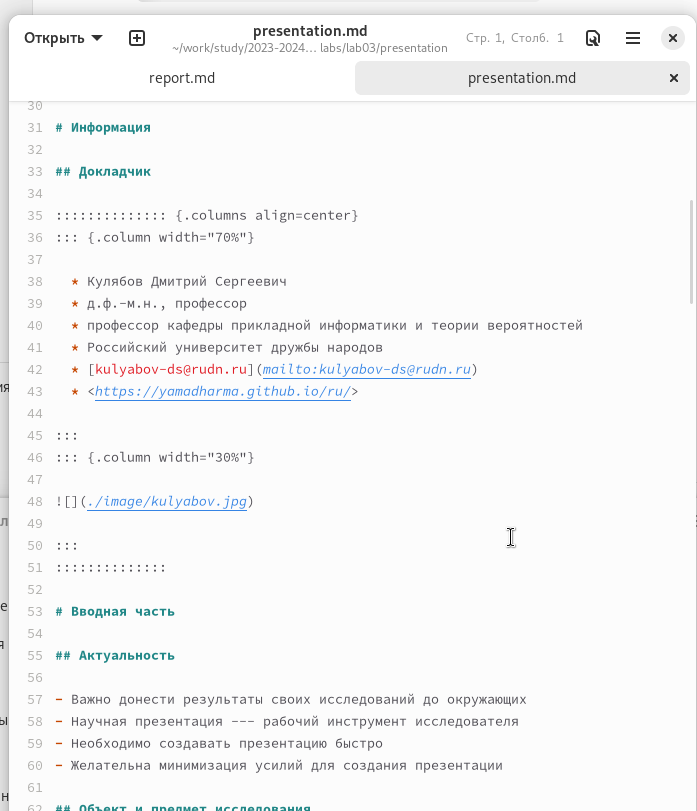 Открыть
presentation.md
~/work/study/2023-2024… labs/lab03/presentation
Стр. 1, Столб. 1
report.md
presentation.md
30
31 # Информация
32
33 ## Докладчик
34
35 :::::::::::::: {.columns align=center}
36 ::: {.column width="70%"}
37
38   * Кулябов Дмитрий Сергеевич
39   * д.ф.-м.н., профессор
40   * профессор кафедры прикладной информатики и теории вероятностей
41   * Российский университет дружбы народов
42   * [kulyabov-ds@rudn.ru](mailto:kulyabov-ds@rudn.ru)
43   * <https://yamadharma.github.io/ru/>
44
45 :::
46 ::: {.column width="30%"}
47
48 ![](./image/kulyabov.jpg)
49
50 :::
51 ::::::::::::::
52
53 # Вводная часть
54
55 ## Актуальность
56
57 - Важно донести результаты своих исследований до окружающих
58 - Научная презентация --- рабочий инструмент исследователя
59 - Необходимо создавать презентацию быстро
60 - Желательна минимизация усилий для создания презентации
61
62 ## Объект и предмет исследования